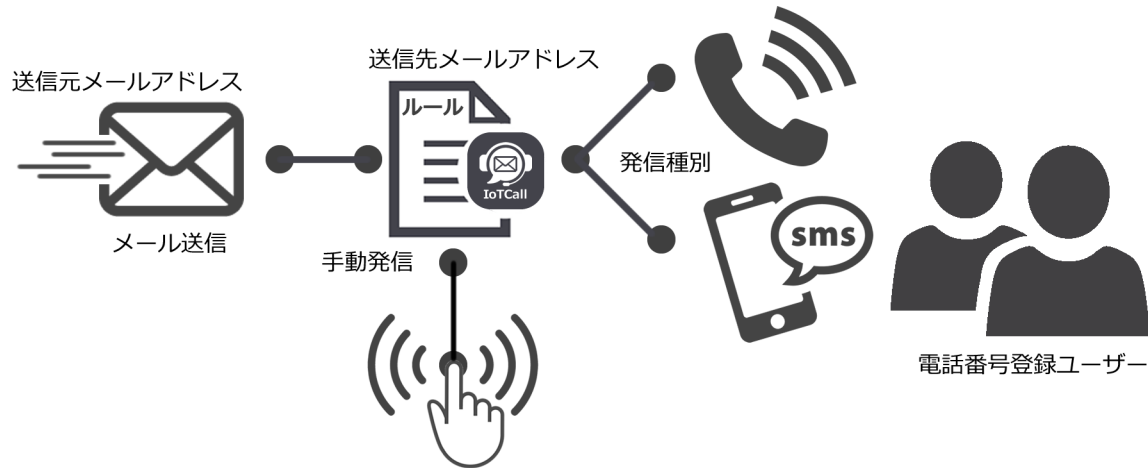 送信元メールアドレス
メール送信
送信先メールアドレス
ルール
IoTCall
手動発信
発信種別
sms
電話番号登録ユーザー